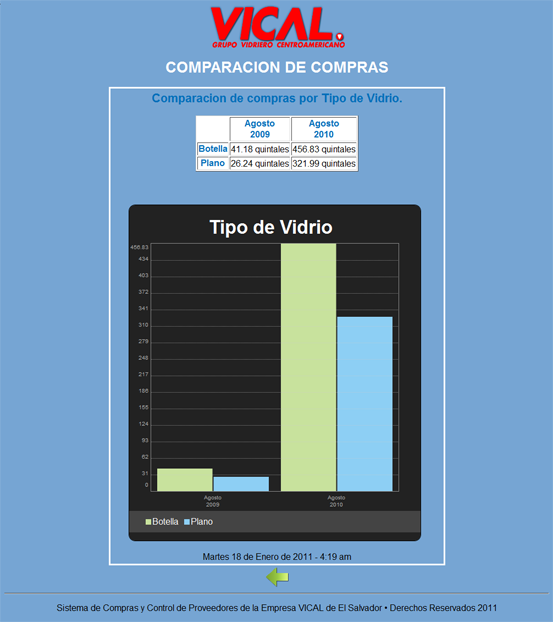 VICAL.
GRUPO VIDRIERO CENTROAMERICANO
COMPARACION DE COMPRAS
Comparacion de compras por Tipo de Vidrio.
Agosto 2009 Agosto 2010
Botella 41.18 quintales 456.83 quintales
Plano 26.24 quintales 321.99 quintales
Tipo de Vidrio
456.83
434
403
372
341
310
279
248
217
186
155
124
93
62
31
0
Agosto 2009 Agosto 2010
Botella Plano
Martes 18 de Enero de 2011 - 4:19 am
Sistema de Compras y Control de Proveedores de la Empresa VICAL de El Salvador • Derechos Reservados 2011